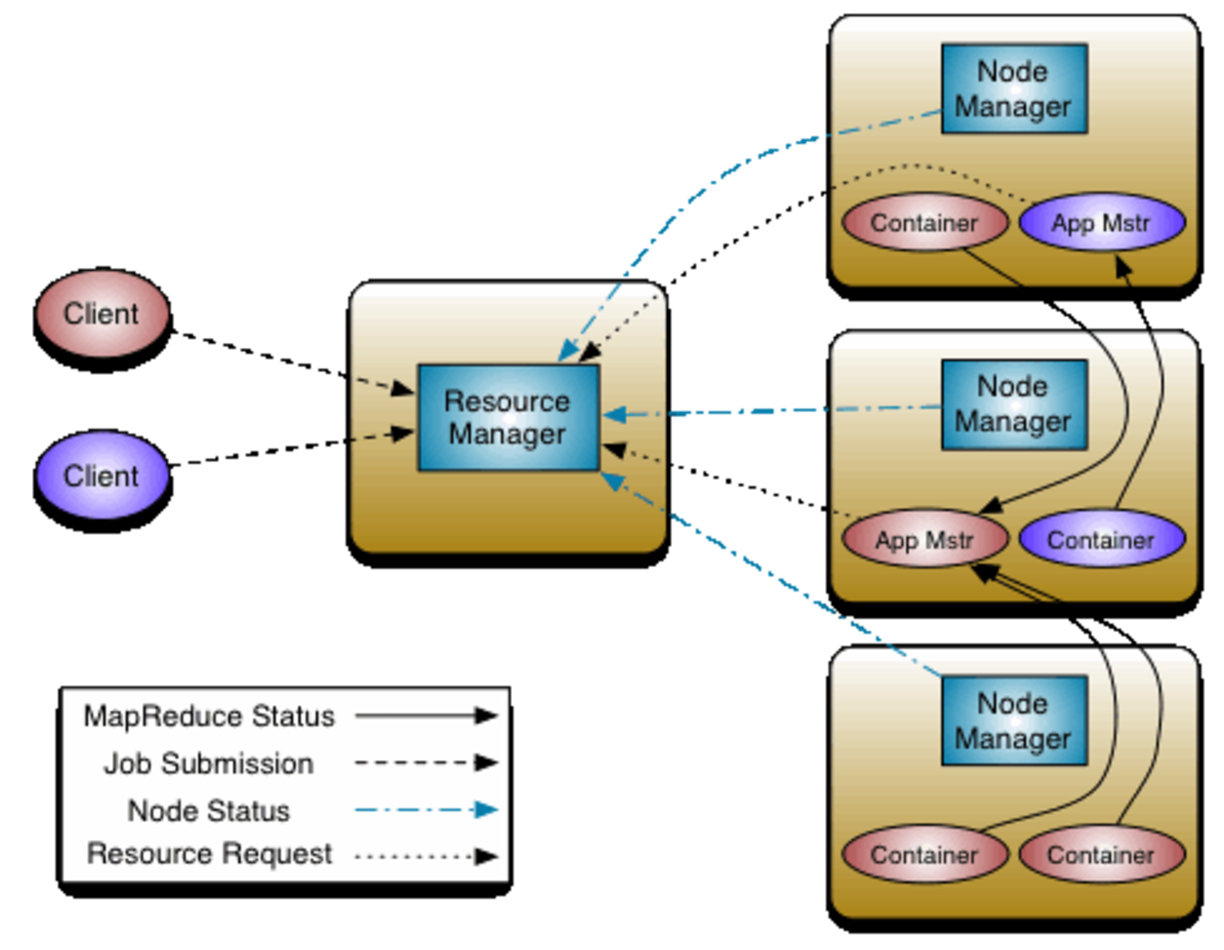 Node
Manager
Container
App Mstr
Client
Client
Resource
Manager
Node
Manager
App Mstr
Container
Node
Manager
Container
Container
MapReduce Status
Job Submission
Node Status
Resource Request